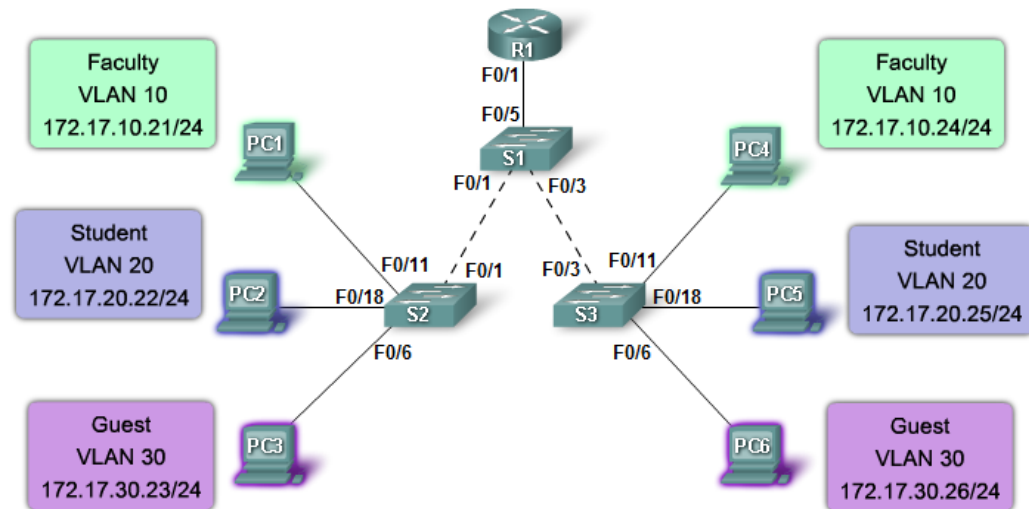 R1
F0/1
F0/5
S1
F0/1
F0/3
Faculty
VLAN 10
172.17.10.21/24
PC1
Student
VLAN 20
172.17.20.22/24
PC2
Guest
VLAN 30
172.17.30.23/24
PC3
F0/11
F0/1
F0/18
S2
F0/6
F0/3
F0/11
F0/18
S3
F0/6
Faculty
VLAN 10
172.17.10.24/24
PC4
Student
VLAN 20
172.17.20.25/24
PC5
Guest
VLAN 30
172.17.30.26/24
PC6